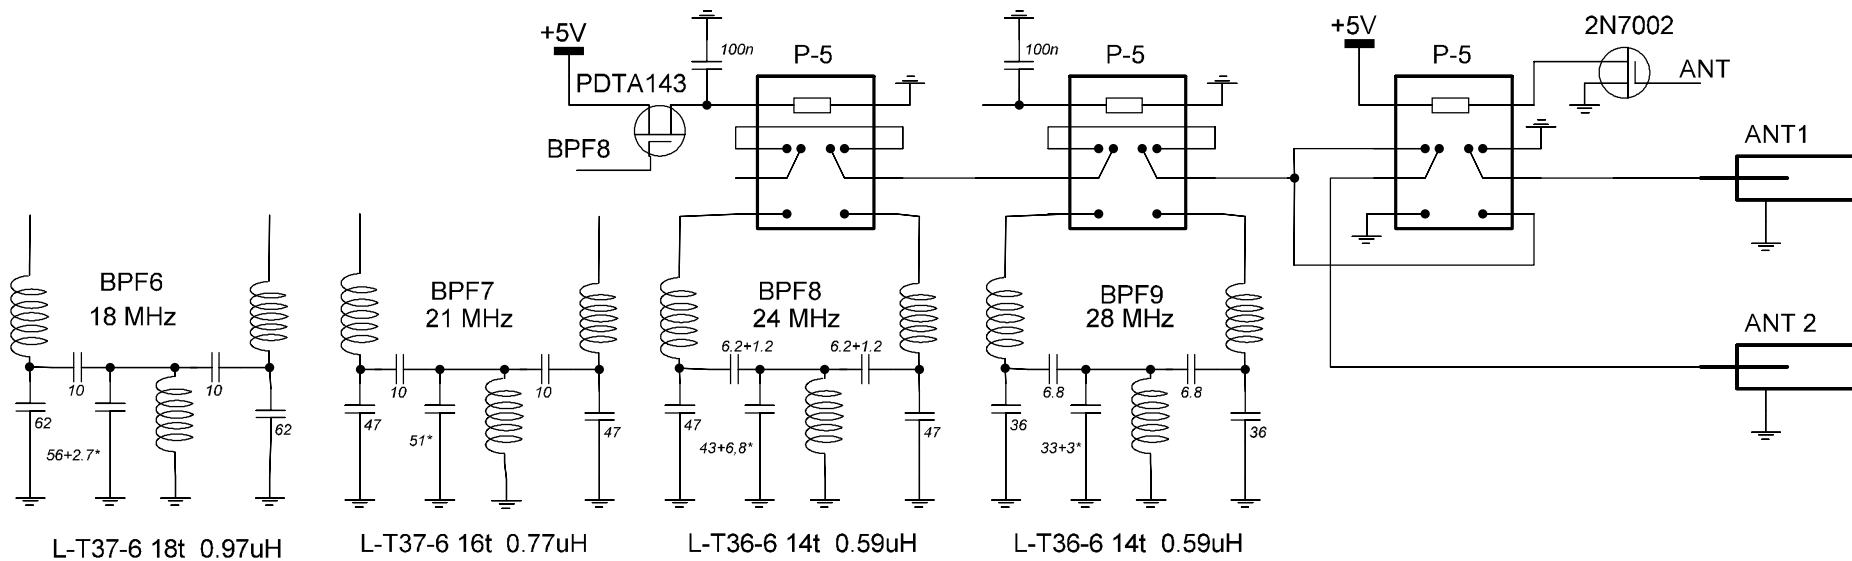 +5V
100n
P-5
PDTA143
BPF8
100n
P-5
+5V
P-5
2N7002
ANT
ANT1
ANT 2
BPF6
18 MHz
10
10
62
56+2.7*
62
L-T37-6 18t 0.97uH
BPF7
21 MHz
10
10
47
51*
47
L-T37-6 16t 0.77uH
BPF8
24 MHz
6.2+1.2
6.2+1.2
47
43+6,8*
47
L-T36-6 14t 0.59uH
BPF9
28 MHz
6.8
6.8
36
33+3*
36
L-T36-6 14t 0.59uH